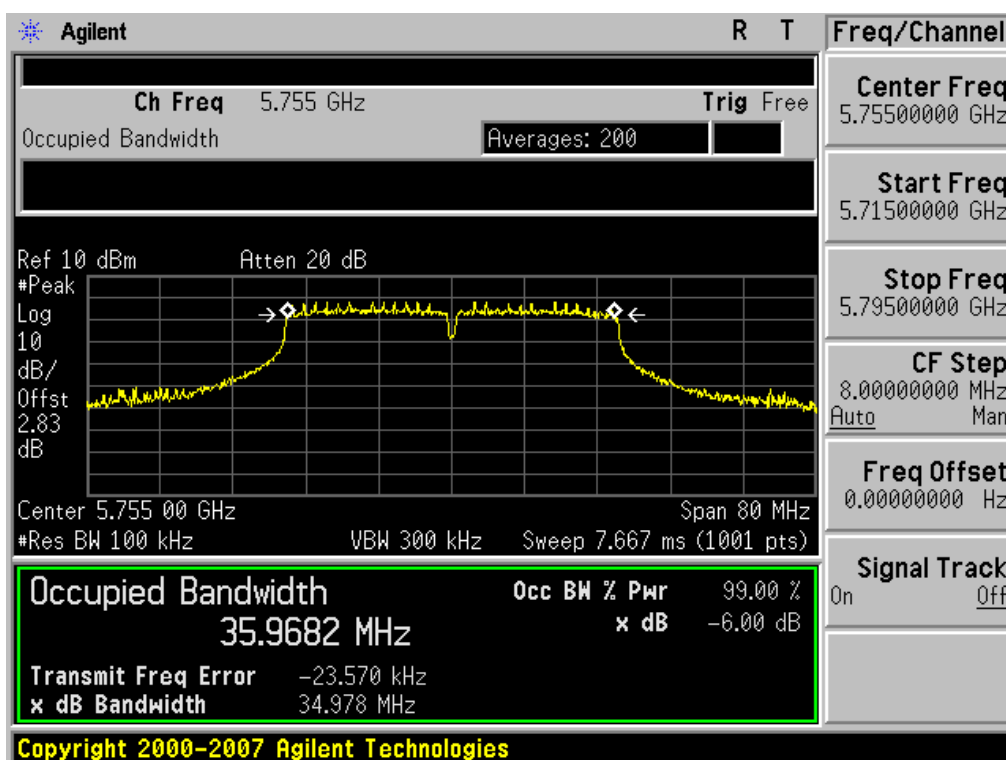 Agilent R T Freq/Channel
Ch Freq 5.755 GHz Trig Free
Occupied Bandwidth Averages: 200
Center Freq
5.75500000 GHz
Start Freq
5.71500000 GHz
Stop Freq
5.79500000 GHz
CF Step
8.00000000 MHz
Auto Man
Freq Offset
0.00000000 Hz
Signal Track
On Off
Ref 10 dBm Atten 20 dB
#Peak
Log
10
dB/
Offst
2.83
dB
Center 5.755 00 GHz Span 80 MHz
#Res BW 100 kHz VBW 300 kHz Sweep 7.667 ms (1001 pts)
Occupied Bandwidth Occ BW % Pwr 99.00 %
35.9682 MHz x dB -6.00 dB
Transmit Freq Error -23.570 kHz
x dB Bandwidth 34.978 MHz
Copyright 2000-2007 Agilent Technologies